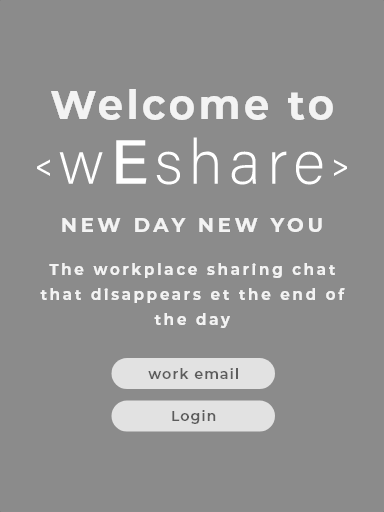 Welcome to
<wEshare>
NEW DAY NEW YOU
The workplace sharing chat
that disappears et the end of
the day
work email
Login